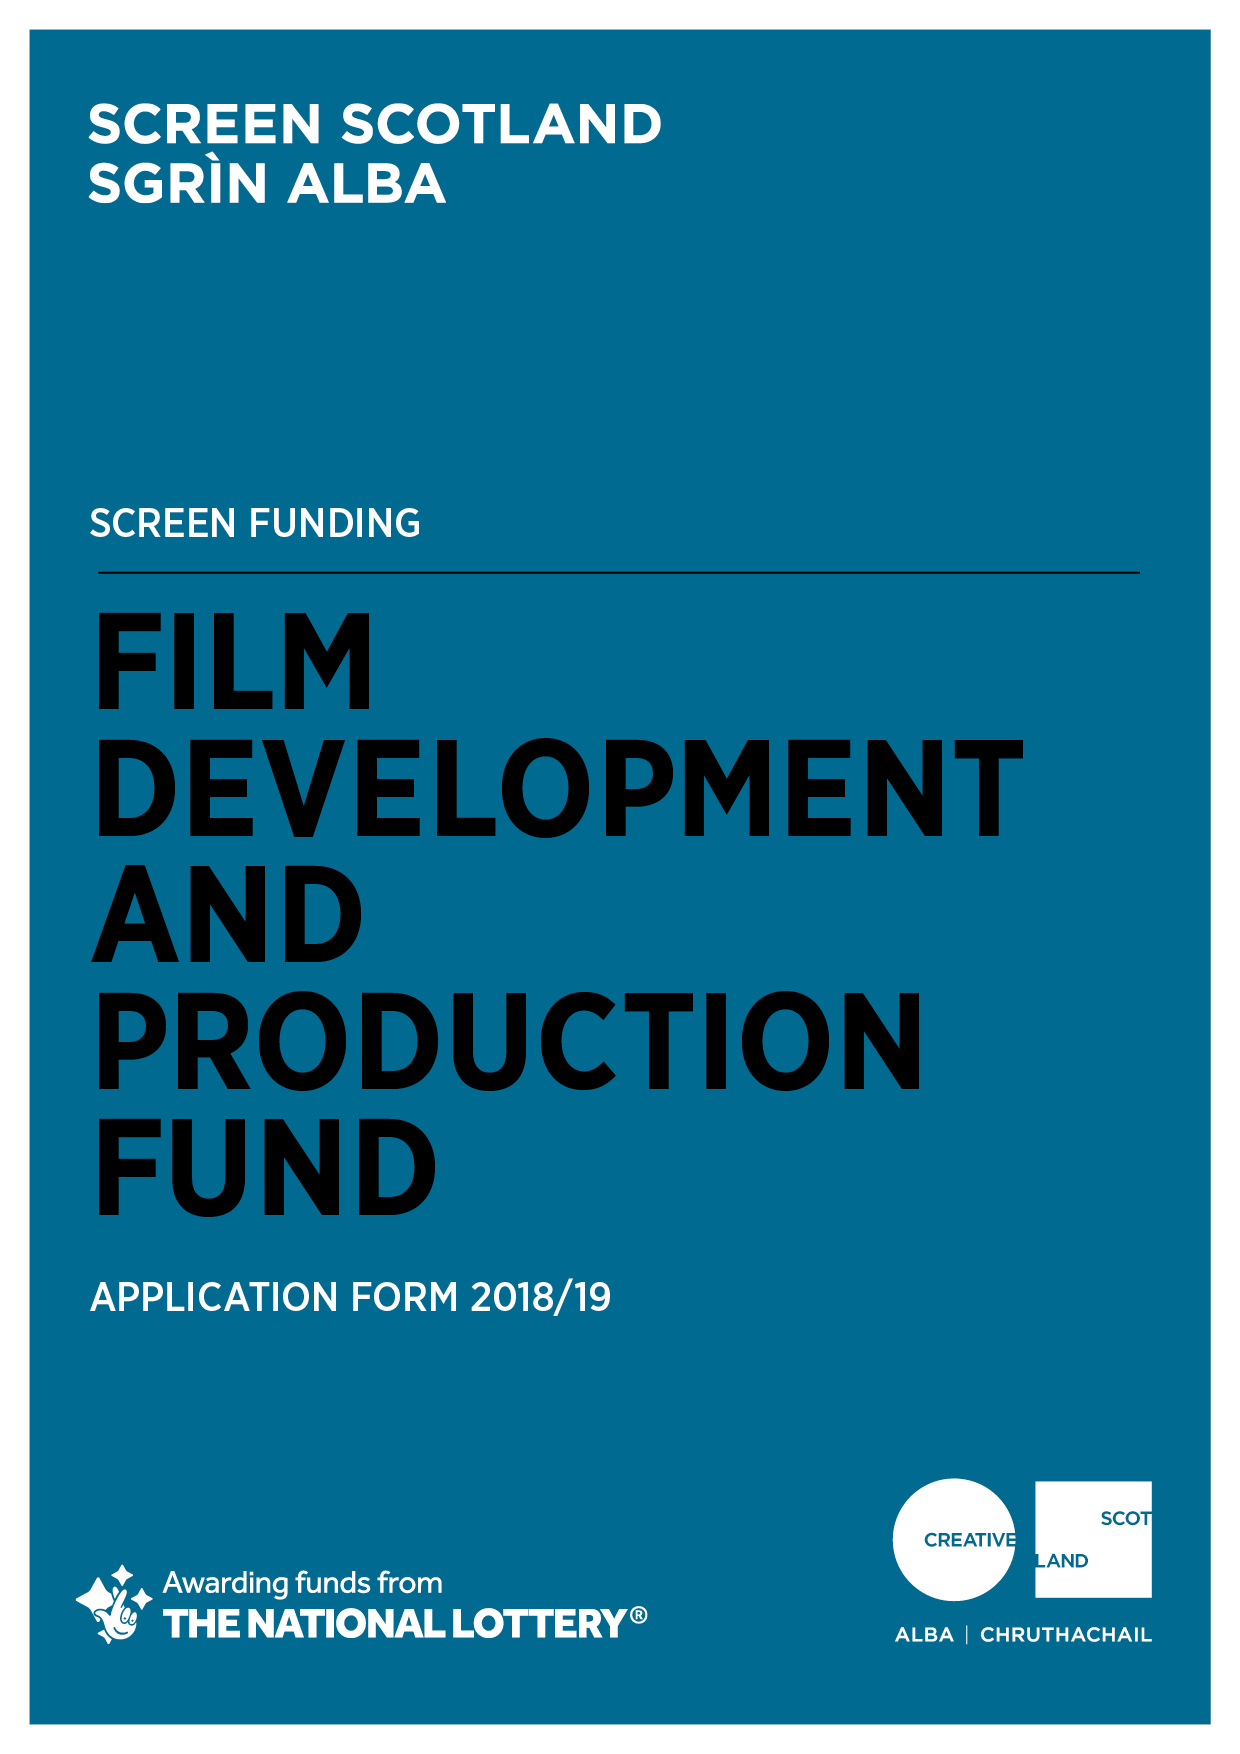 SCREEN SCOTLAND
SGRÌN ALBA
SCREEN FUNDING
FILM
DEVELOPMENT
AND
PRODUCTION
FUND
APPLICATION FORM 2018/19
Awarding funds from
THE NATIONAL LOTTERY®
CREATIVE
SCOT
LAND
ALBA | CHRUTHACHAIL